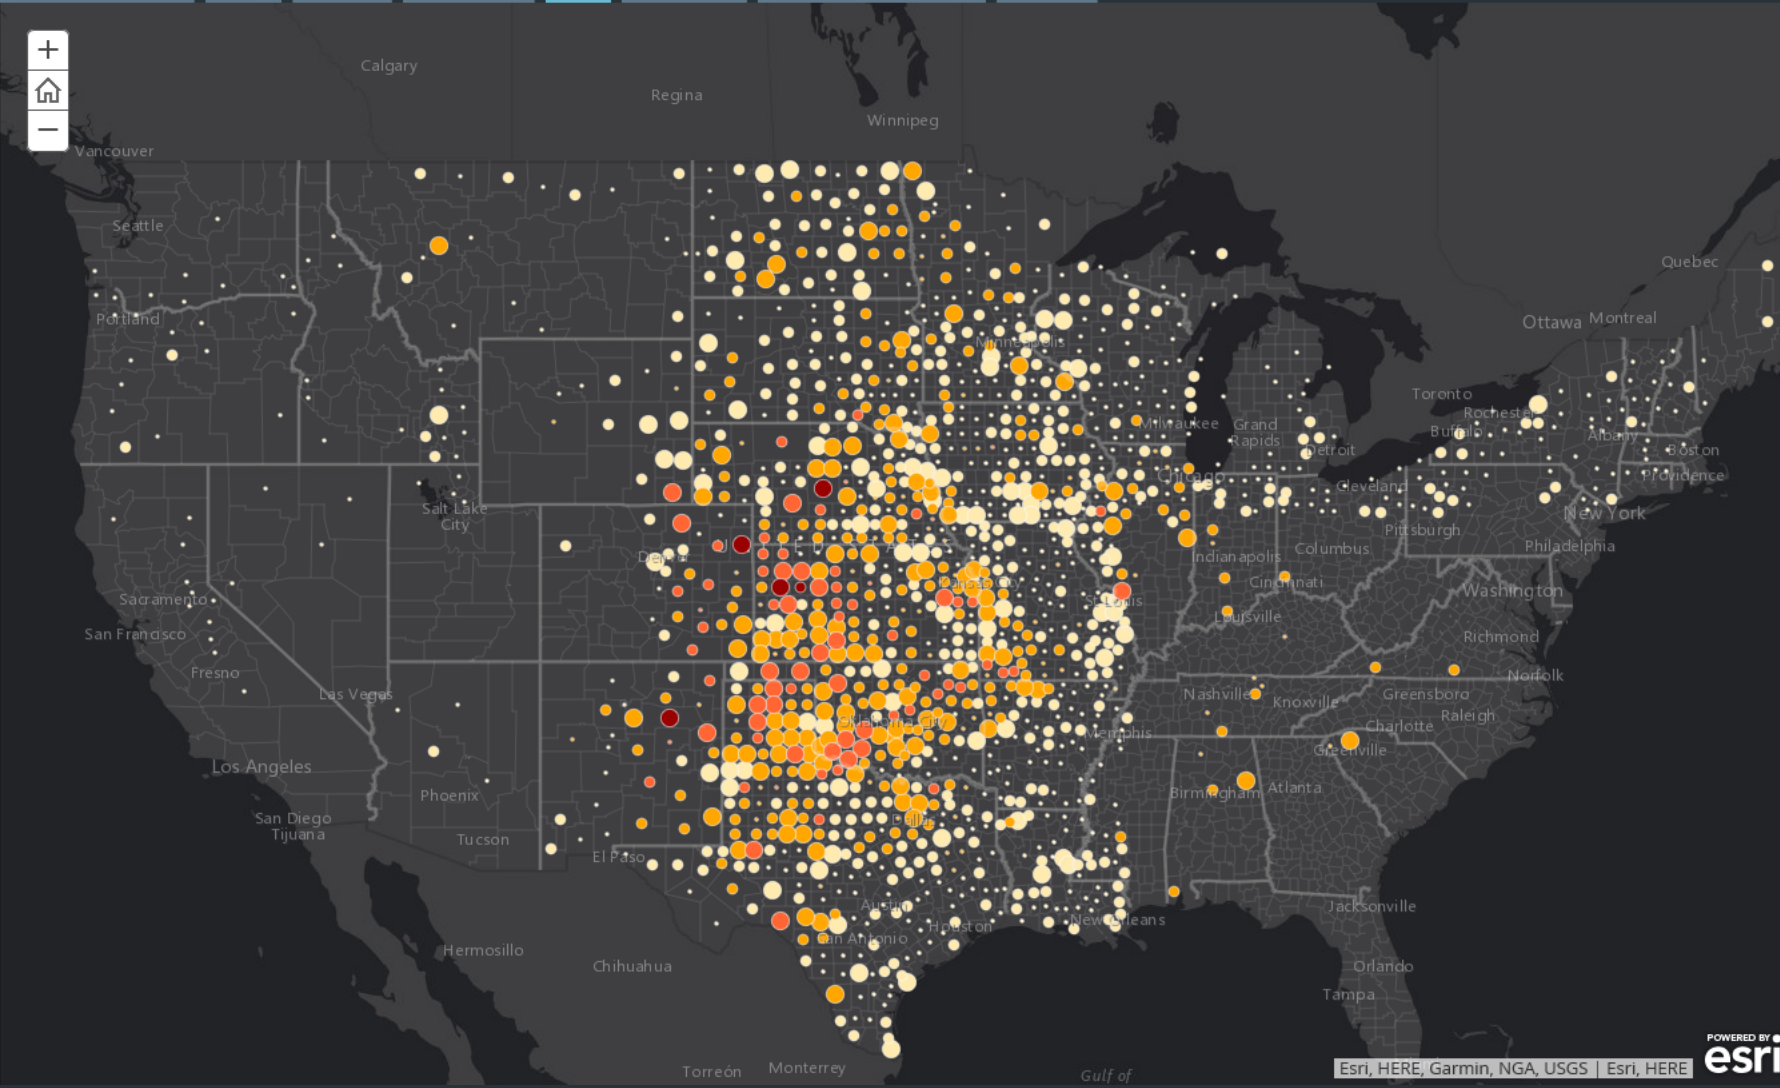 +
−
Calgary
Regina
Winnipeg
Vancouver
Seattle
Quebec
Portland
Ottawa
Montreal
Minneapolis
Toronto
Rochester
Milwaukee
Grand
Rapids
Buffalo
Albany
Detroit
Boston
Chicago
Cleveland
Providence
Salt Lake
City
New York
Pittsburgh
Denver
Indianapolis
Columbus
Philadelphia
Kansas City
Cincinnati
Washington
Sacramento
St Louis
Louisville
San Francisco
Richmond
Fresno
Norfolk
Las Vegas
Nashville
Knoxville
Greensboro
Oklahoma City
Raleigh
Memphis
Charlotte
Greenville
Los Angeles
Phoenix
Birmingham
Atlanta
San Diego
Tijuana
Dallas
Tucson
El Paso
Austin
Jacksonville
New Orleans
Houston
San Antonio
Hermosillo
Chihuahua
Orlando
Tampa
Torreón
Monterrey
Gulf of
POWERED BY
esri
Esri, HERE, Garmin, NGA, USGS | Esri, HERE